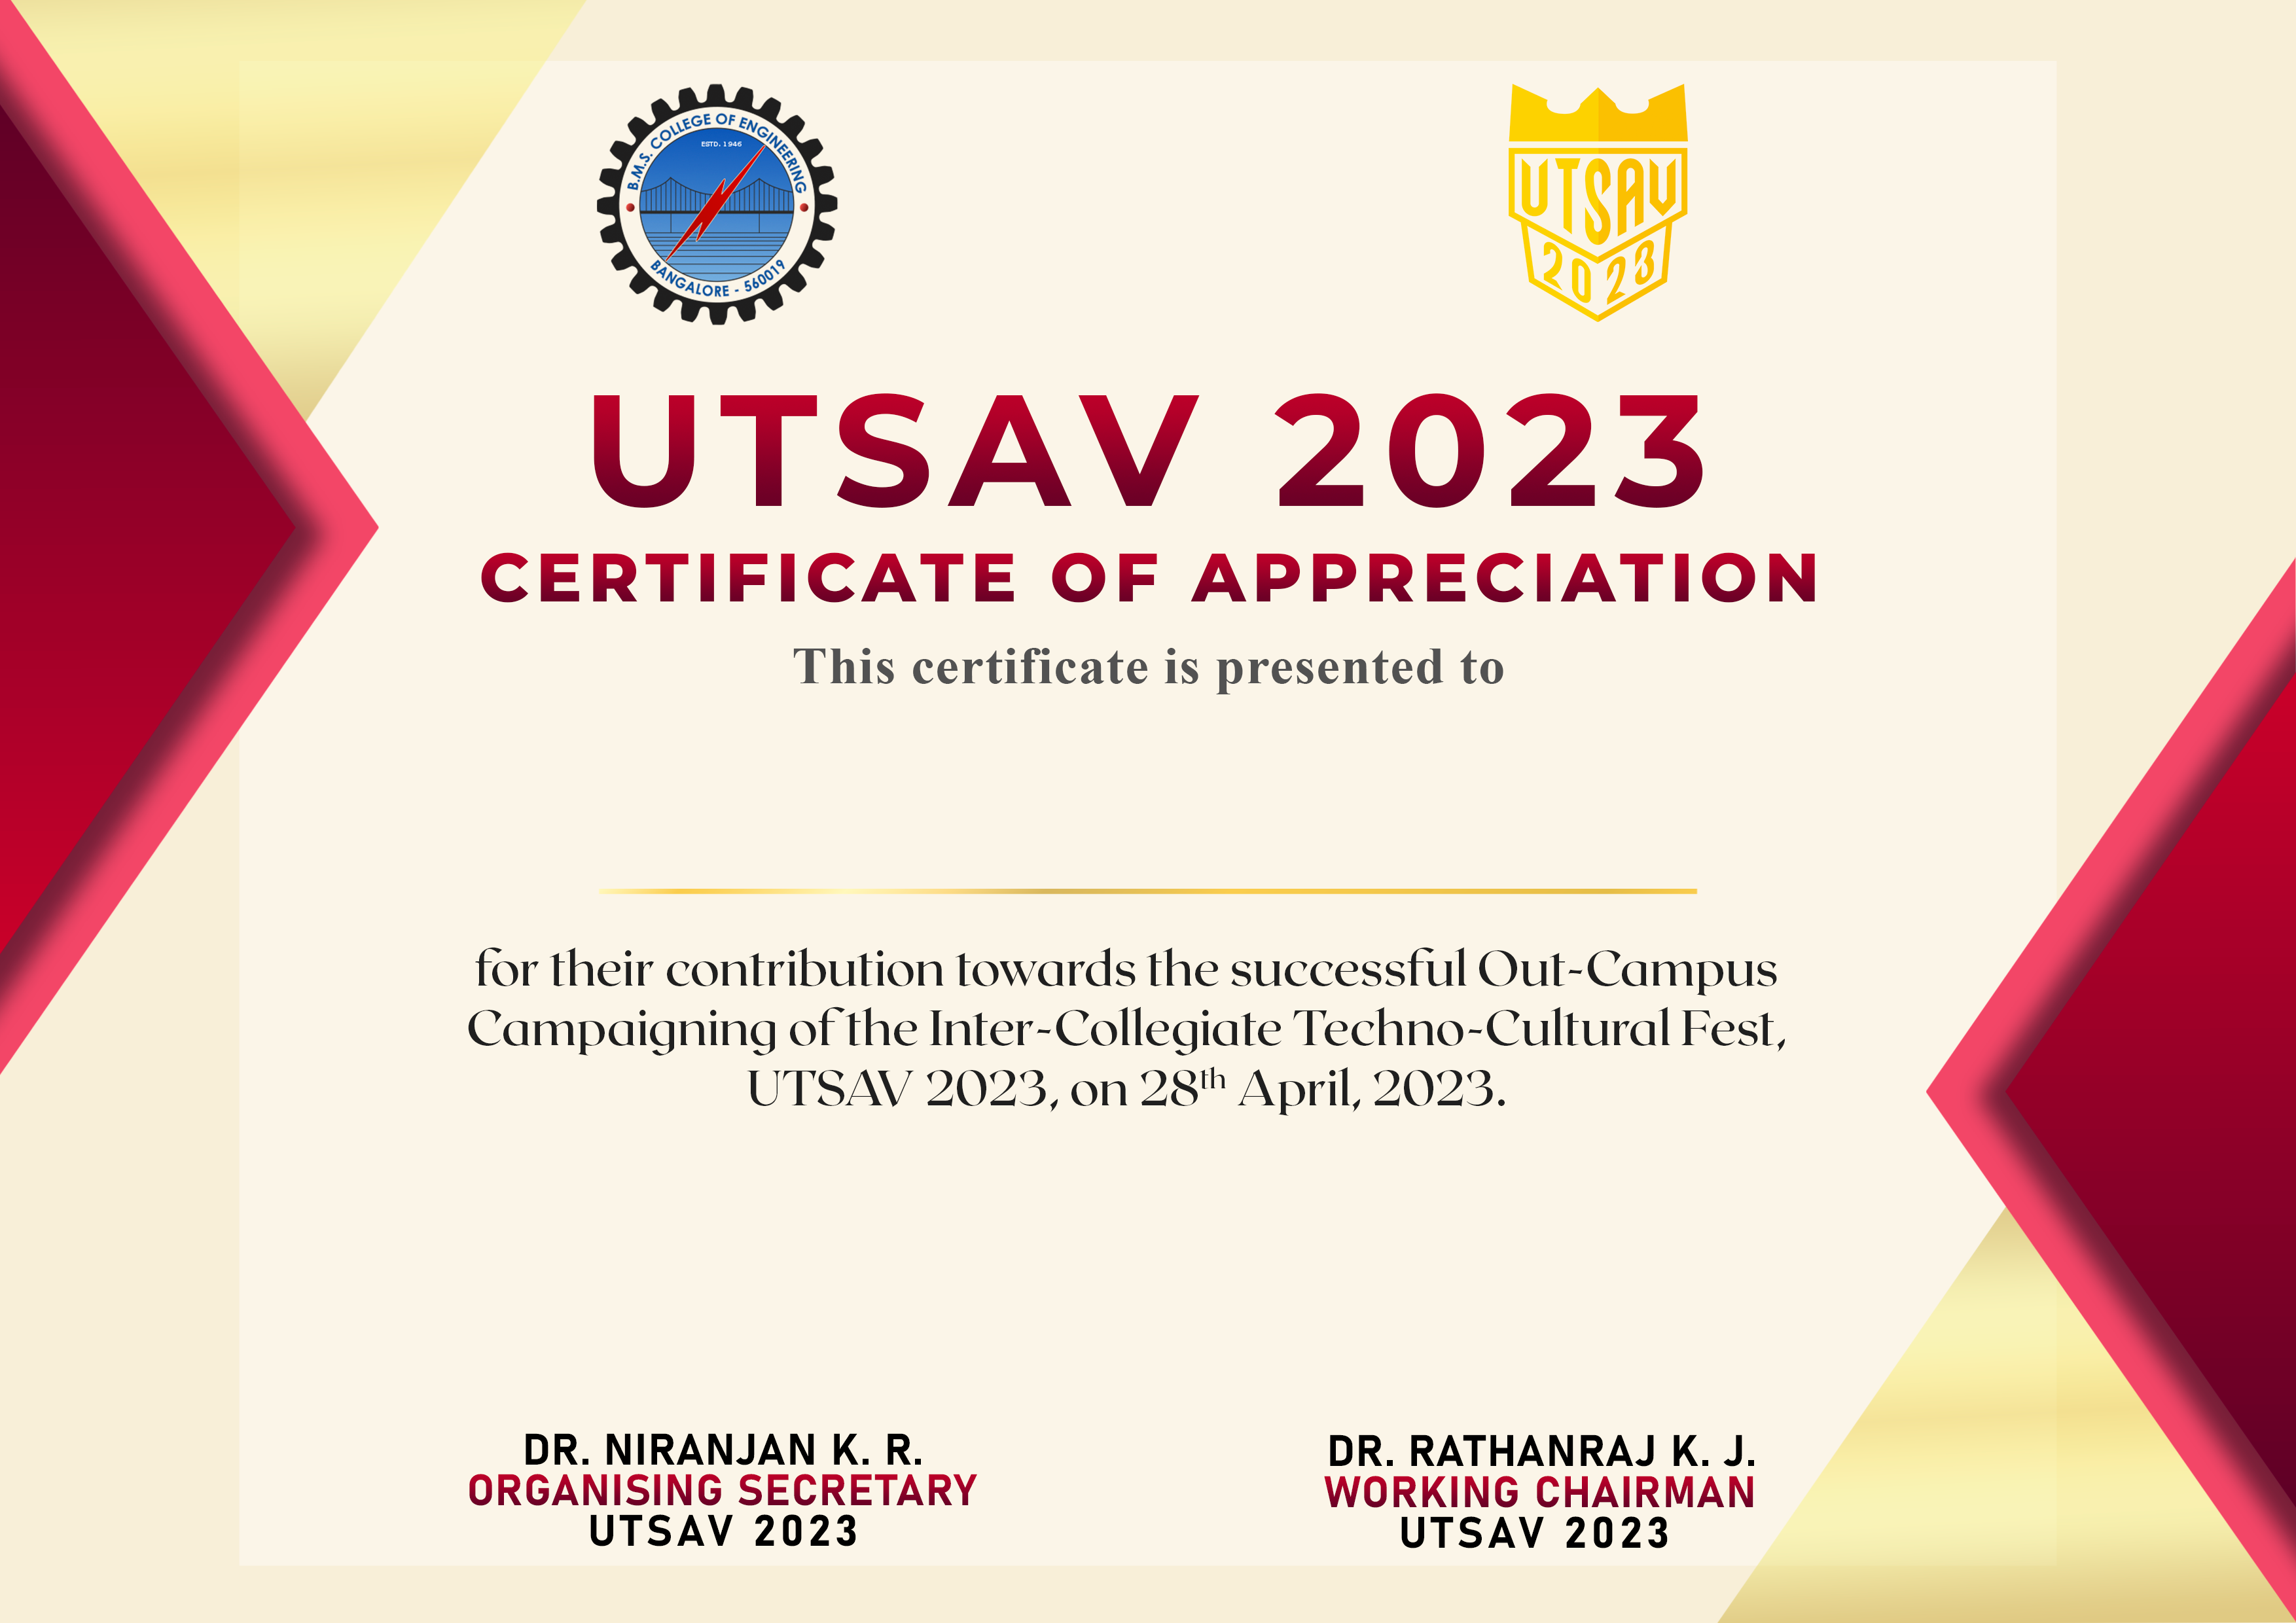 B.M.S. COLLEGE OF ENGINEERING
ESTD. 1946
BANGALORE - 560019
UTSAV
2023
UTSAV 2023
CERTIFICATE OF APPRECIATION
This certificate is presented to
for their contribution towards the successful Out-Campus
Campaigning of the Inter-Collegiate Techno-Cultural Fest,
UTSAV 2023, on 28th April, 2023.
DR. NIRANJAN K. R.
ORGANISING SECRETARY
UTSAV 2023
DR. RATHANRAJ K. J.
WORKING CHAIRMAN
UTSAV 2023